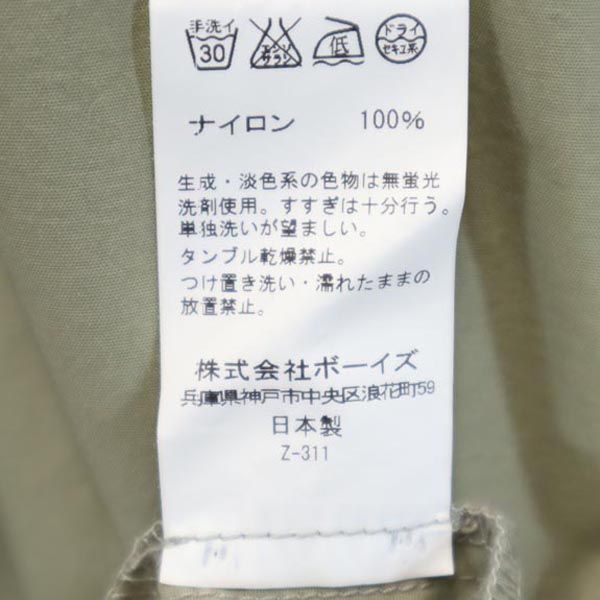 手洗イ
30
エンソ
サラシ
低
ドライ
セキユ系
ナイロン 100%
生成・淡色系の色物は無蛍光
洗剤使用。すすぎは十分行う。
単独洗いが望ましい。
タンブル乾燥禁止。
つけ置き洗い・濡れたままの
放置禁止。
株式会社ボーイズ
兵庫県神戸市中央区浪花町59
日本製
Z-311